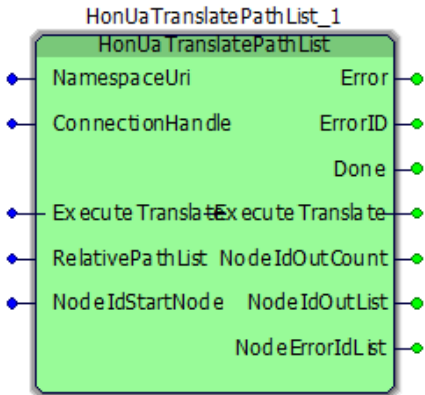 HonUaTranslatePathList_1
HonUaTranslatePathList
NamespaceUri Error
ConnectionHandle ErrorID
Done
ExecuteTranslate ExecuteTranslate
RelativePathList NodeIdOutCount
NodeIdStartNode NodeIdOutList
NodeErrorIdList